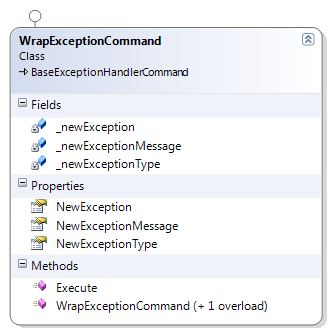 WrapExceptionCommand
Class
BaseExceptionHandlerCommand
Fields
_newException
_newExceptionMessage
_newExceptionType
Properties
NewException
NewExceptionMessage
NewExceptionType
Methods
Execute
WrapExceptionCommand (+ 1 overload)